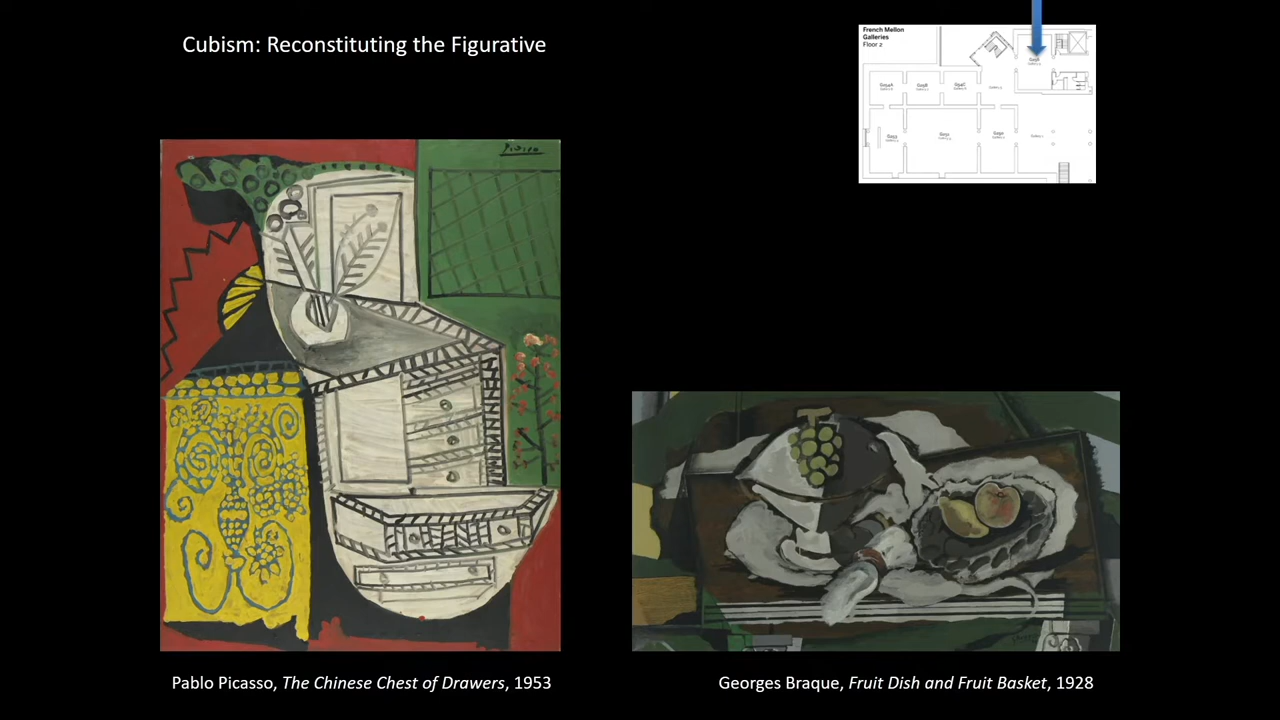 Cubism: Reconstituting the Figurative
French Mellon
Galleries
Floor 2
Picasso
Pablo Picasso, The Chinese Chest of Drawers, 1953
Georges Braque, Fruit Dish and Fruit Basket, 1928